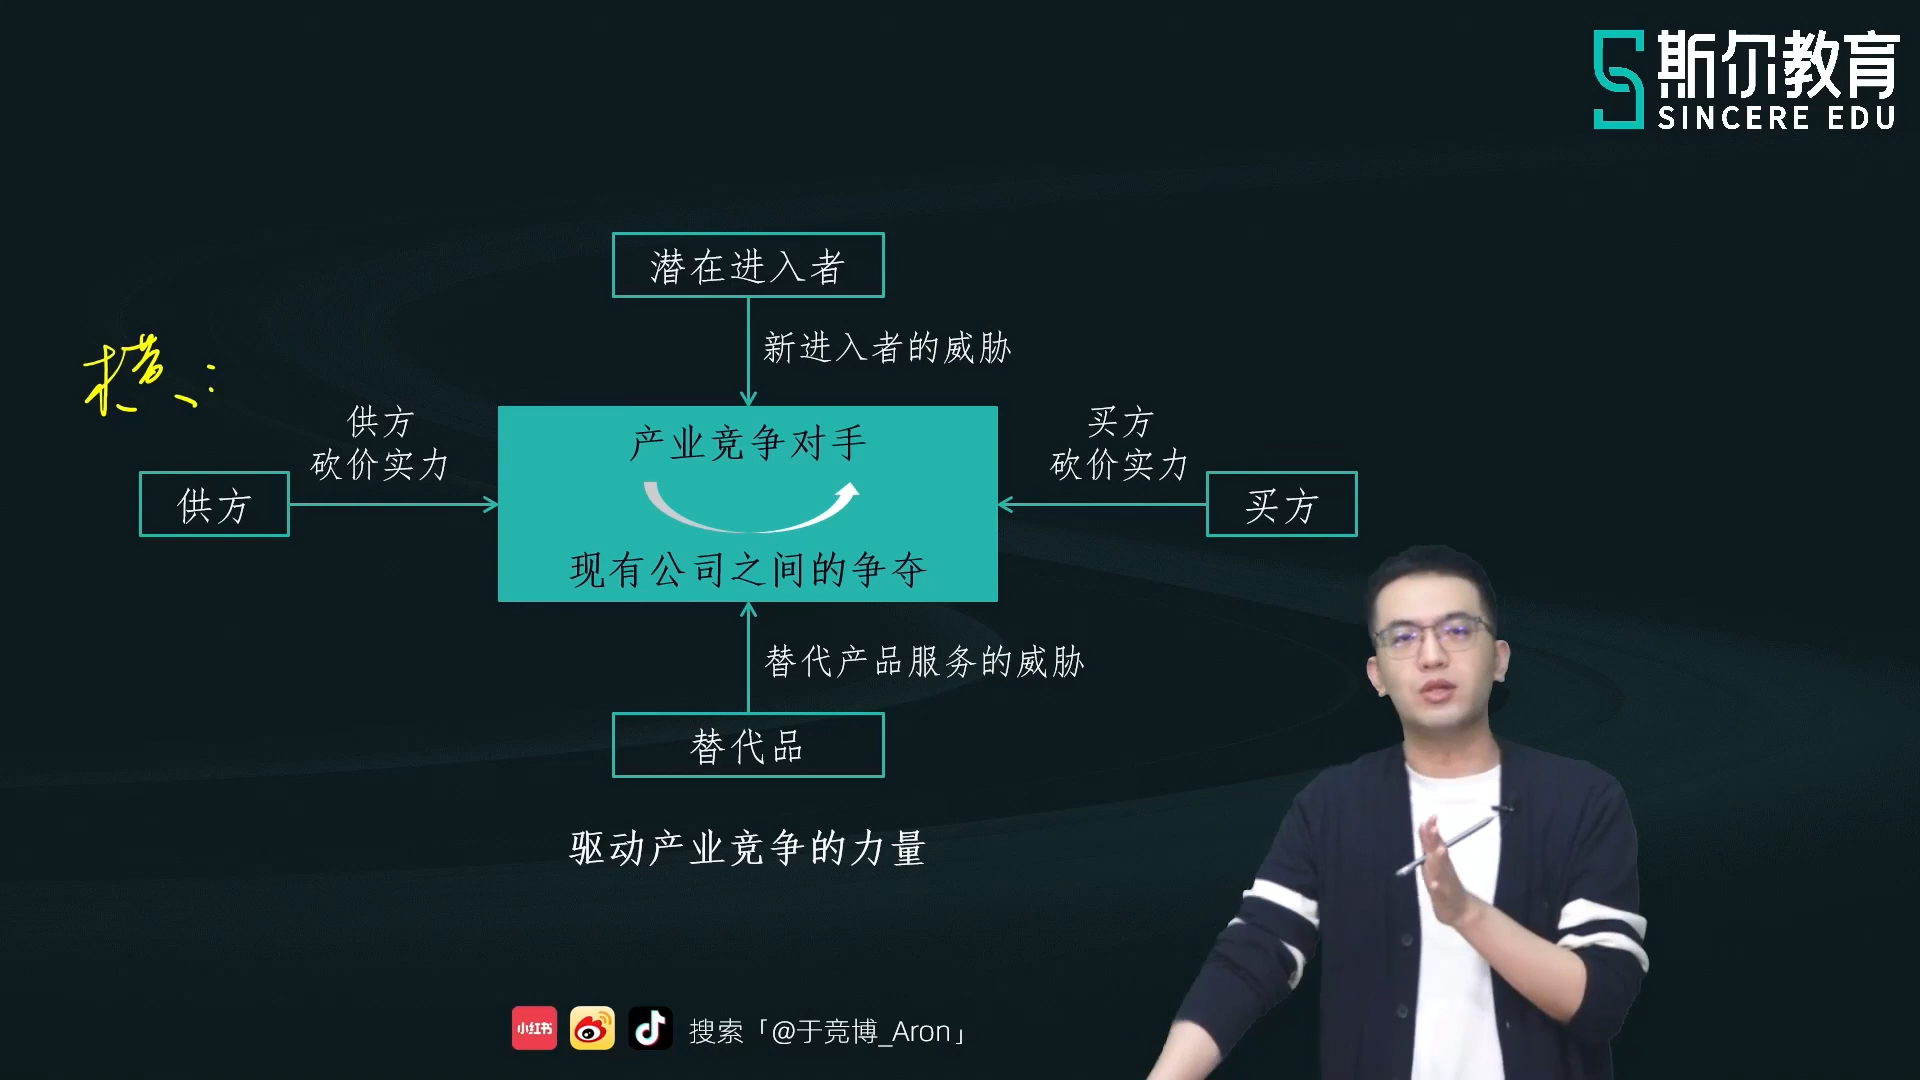 斯尔教育
SINCERE EDU
潜在进入者
新进入者的威胁
横：
供方
砍价实力
买方
砍价实力
供方
产业竞争对手
现有公司之间的争夺
买方
替代产品服务的威胁
替代品
驱动产业竞争的力量
小红书
搜索「@于竞博_Aron」